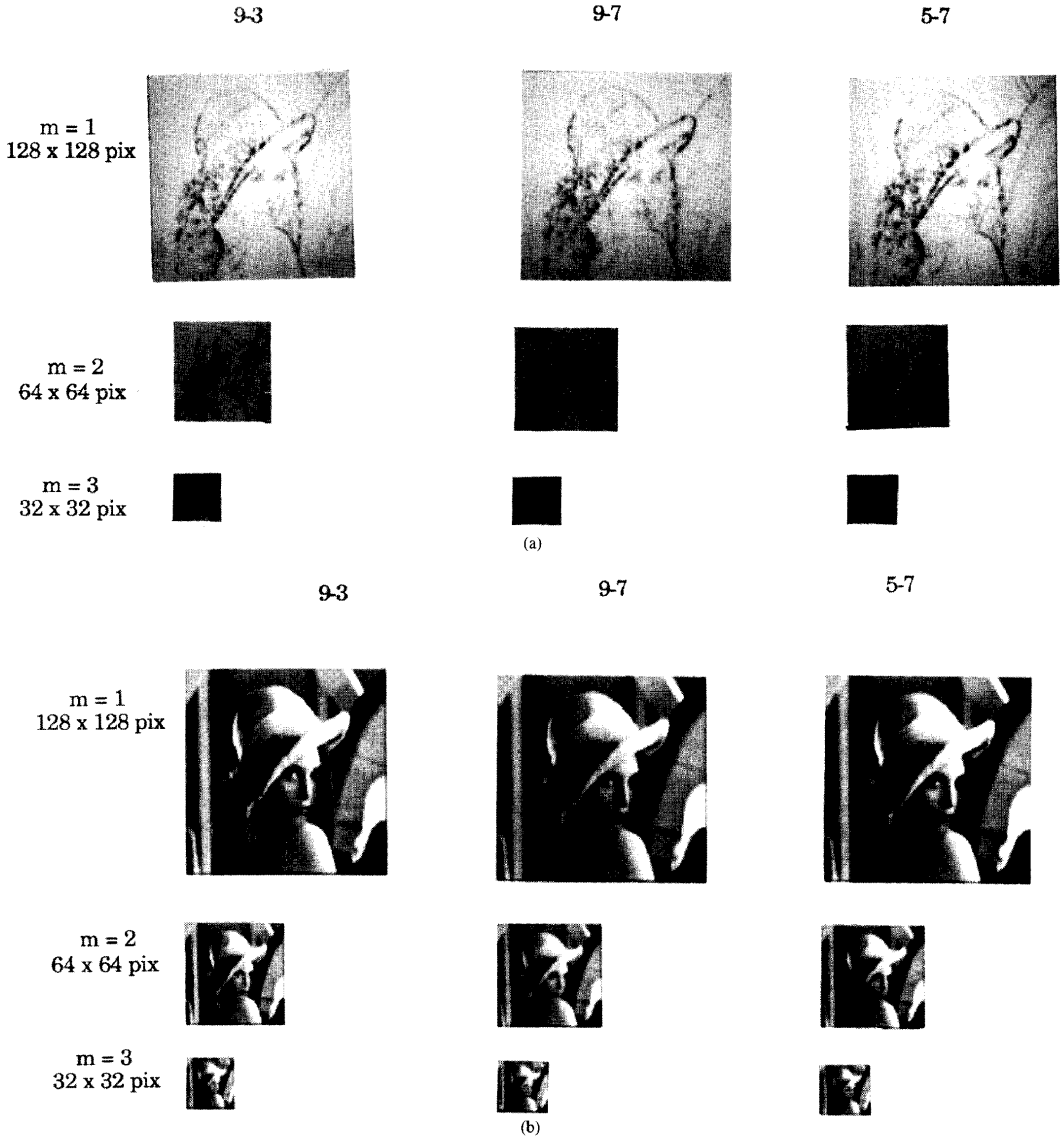 9-3 9-7 5-7
m = 1
128 x 128 pix
m = 2
64 x 64 pix
m = 3
32 x 32 pix
(a)
9-3 9-7 5-7
m = 1
128 x 128 pix
m = 2
64 x 64 pix
m = 3
32 x 32 pix
(b)